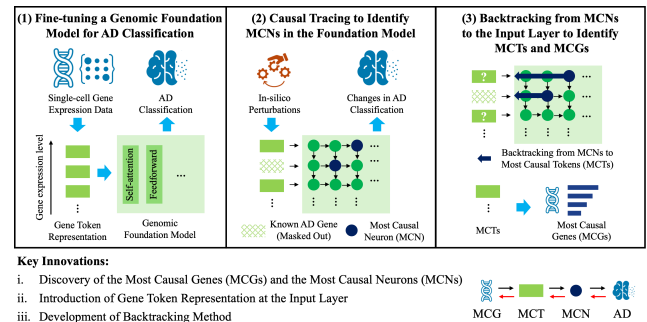 (1) Fine-tuning a Genomic Foundation
Model for AD Classification
Single-cell Gene
Expression Data
AD
Classification
Gene expression level
Self-attention
Feedforward
...
⋮
Gene Token
Representation
Genomic
Foundation Model
(2) Causal Tracing to Identify
MCNs in the Foundation Model
In-silico
Perturbations
Changes in AD
Classification
...
...
...
⋮
⋮
Known AD Gene
(Masked Out)
Most Causal
Neuron (MCN)
(3) Backtracking from MCNs
to the Input Layer to Identify
MCTs and MCGs
?
...
...
?
...
⋮
⋮
Backtracking from MCNs to
Most Causal Tokens (MCTs)
⋮
MCTs
⋮
Most Causal
Genes (MCGs)
Key Innovations:
i. Discovery of the Most Causal Genes (MCGs) and the Most Causal Neurons (MCNs)
ii. Introduction of Gene Token Representation at the Input Layer
iii. Development of Backtracking Method
MCG MCT MCN AD